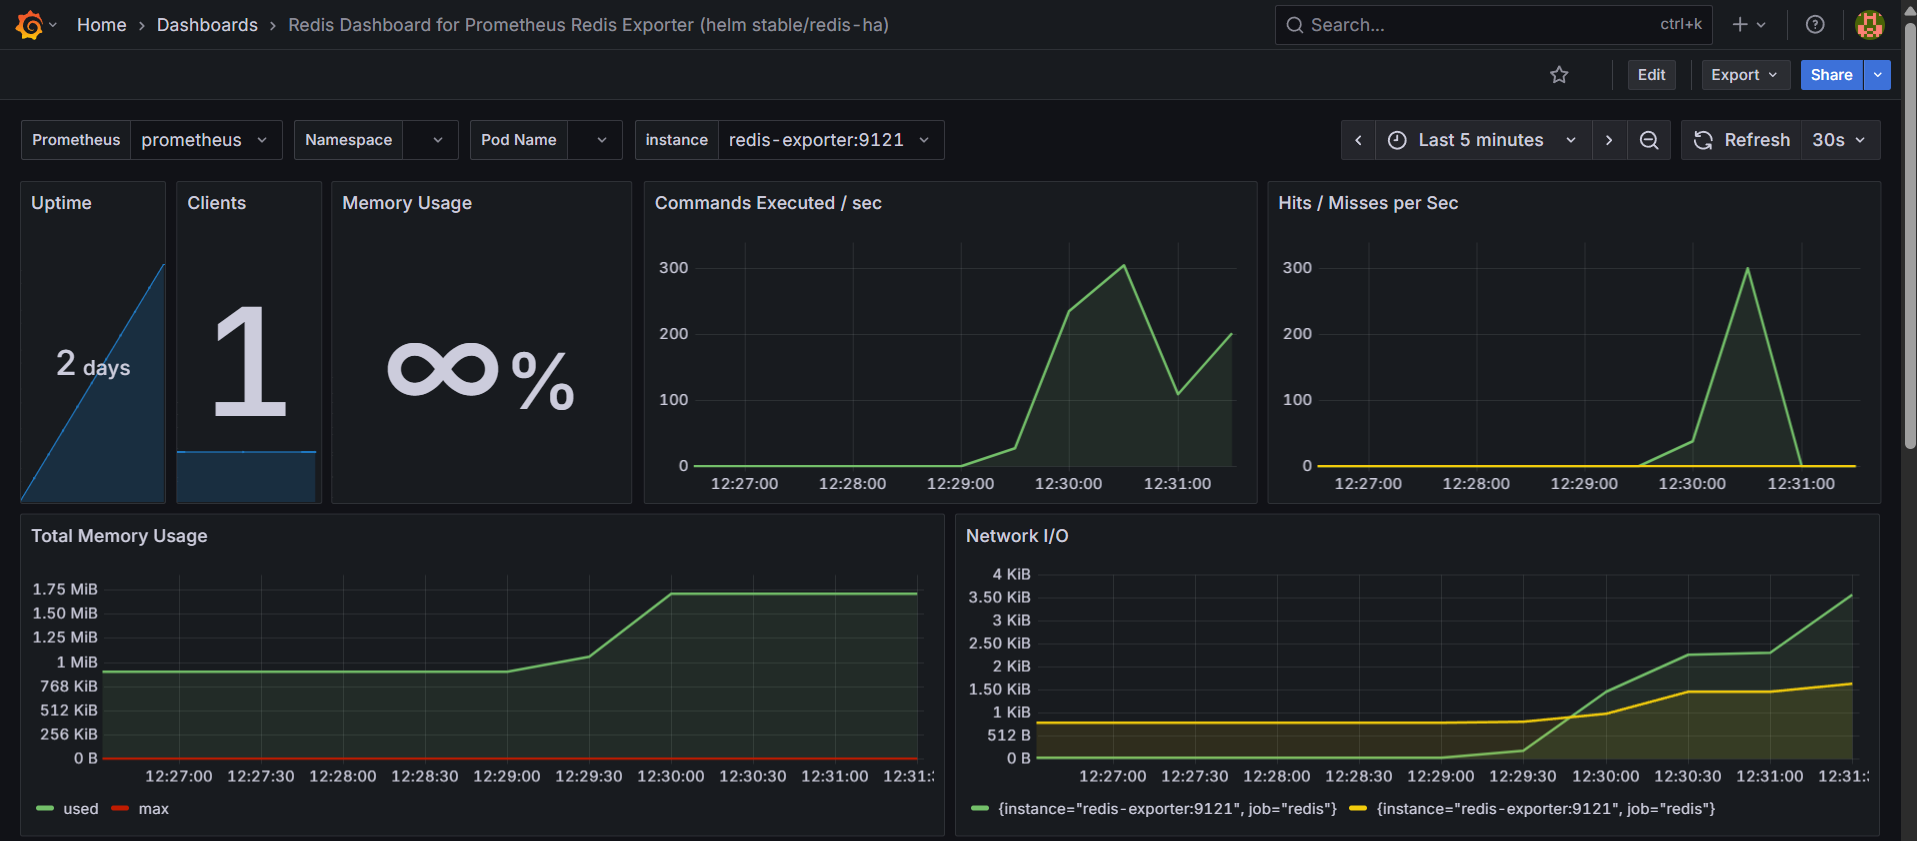 Home › Dashboards › Redis Dashboard for Prometheus Redis Exporter (helm stable/redis-ha)
Search... ctrl+k
Edit Export Share
Prometheus prometheus Namespace Pod Name instance redis-exporter:9121 Last 5 minutes Refresh 30s
Uptime
2 days
Clients
1
Memory Usage
∞%
Commands Executed / sec
300
200
100
0
12:27:00 12:28:00 12:29:00 12:30:00 12:31:00
Hits / Misses per Sec
300
200
100
0
12:27:00 12:28:00 12:29:00 12:30:00 12:31:00
Total Memory Usage
1.75 MiB
1.50 MiB
1.25 MiB
1 MiB
768 KiB
512 KiB
256 KiB
0 B
12:27:00 12:27:30 12:28:00 12:28:30 12:29:00 12:29:30 12:30:00 12:30:30 12:31:00 12:31:
used max
Network I/O
4 KiB
3.50 KiB
3 KiB
2.50 KiB
2 KiB
1.50 KiB
1 KiB
512 B
0 B
12:27:00 12:27:30 12:28:00 12:28:30 12:29:00 12:29:30 12:30:00 12:30:30 12:31:00 12:31:
{instance="redis-exporter:9121", job="redis"} {instance="redis-exporter:9121", job="redis"}